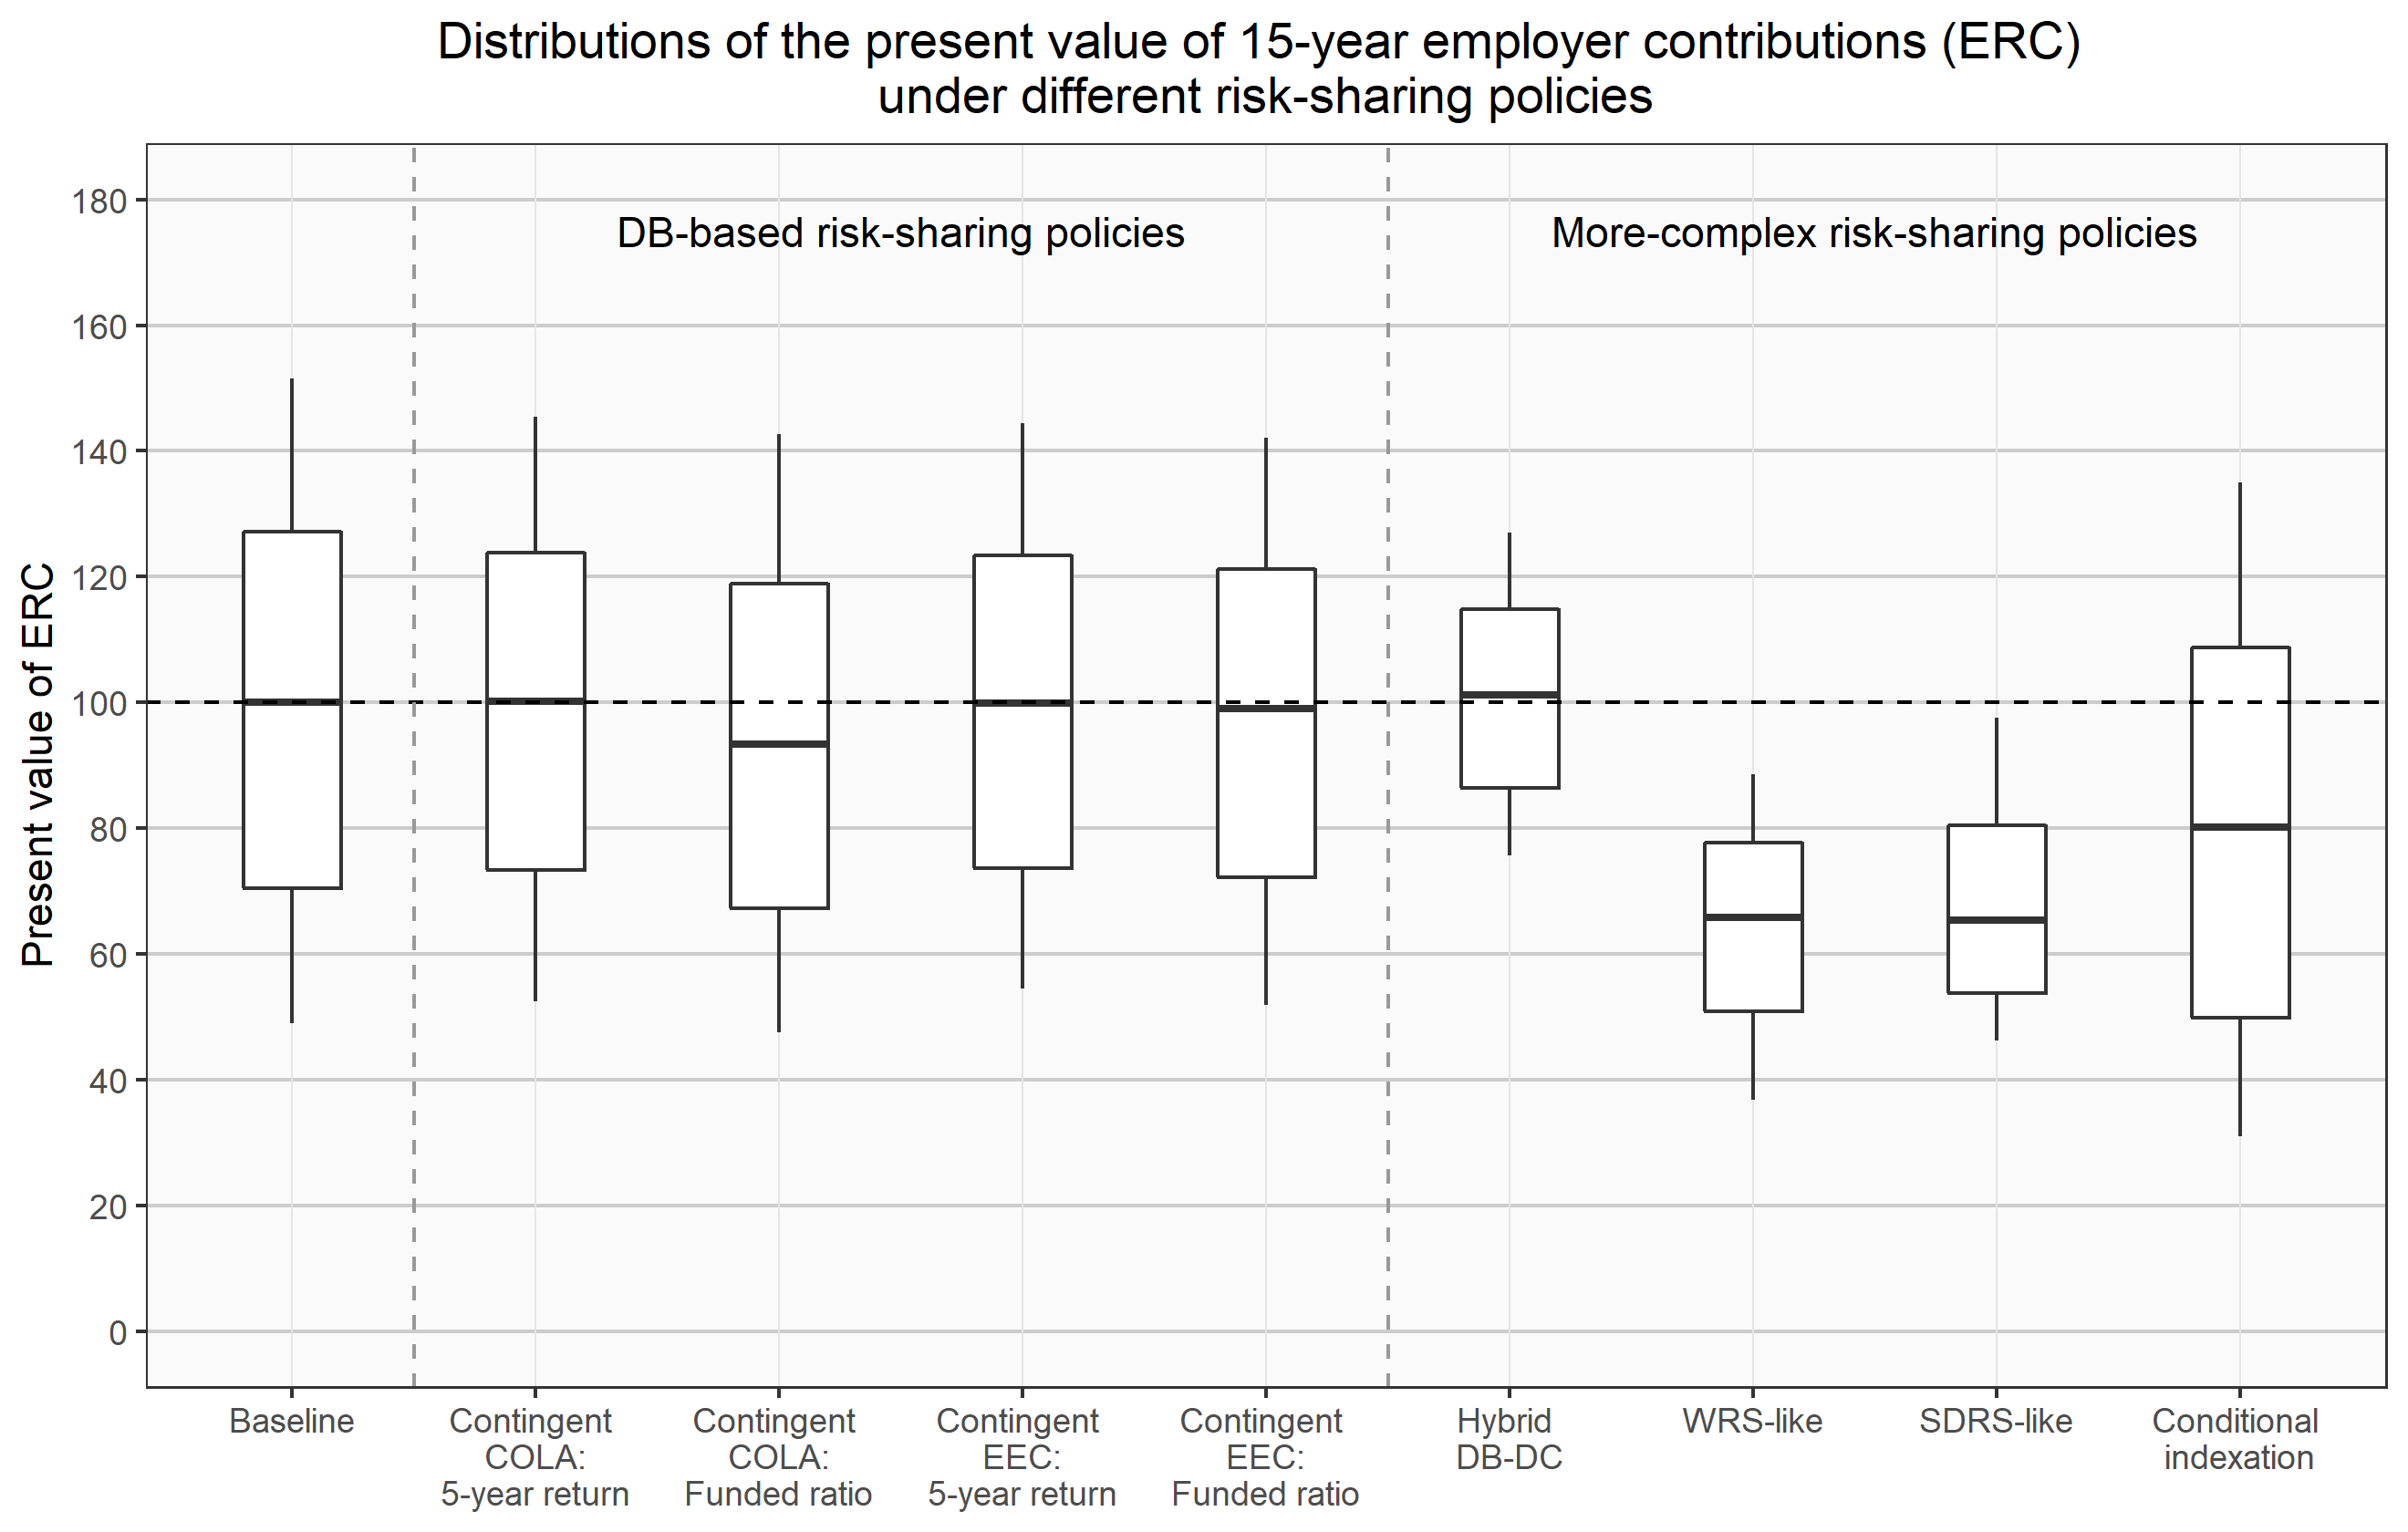 Distributions of the present value of 15-year employer contributions (ERC)
under different risk-sharing policies
Present value of ERC
180
160
140
120
100
80
60
40
20
0
DB-based risk-sharing policies
More-complex risk-sharing policies
Baseline
Contingent
COLA:
5-year return
Contingent
COLA:
Funded ratio
Contingent
EEC:
5-year return
Contingent
EEC:
Funded ratio
Hybrid
DB-DC
WRS-like
SDRS-like
Conditional
indexation